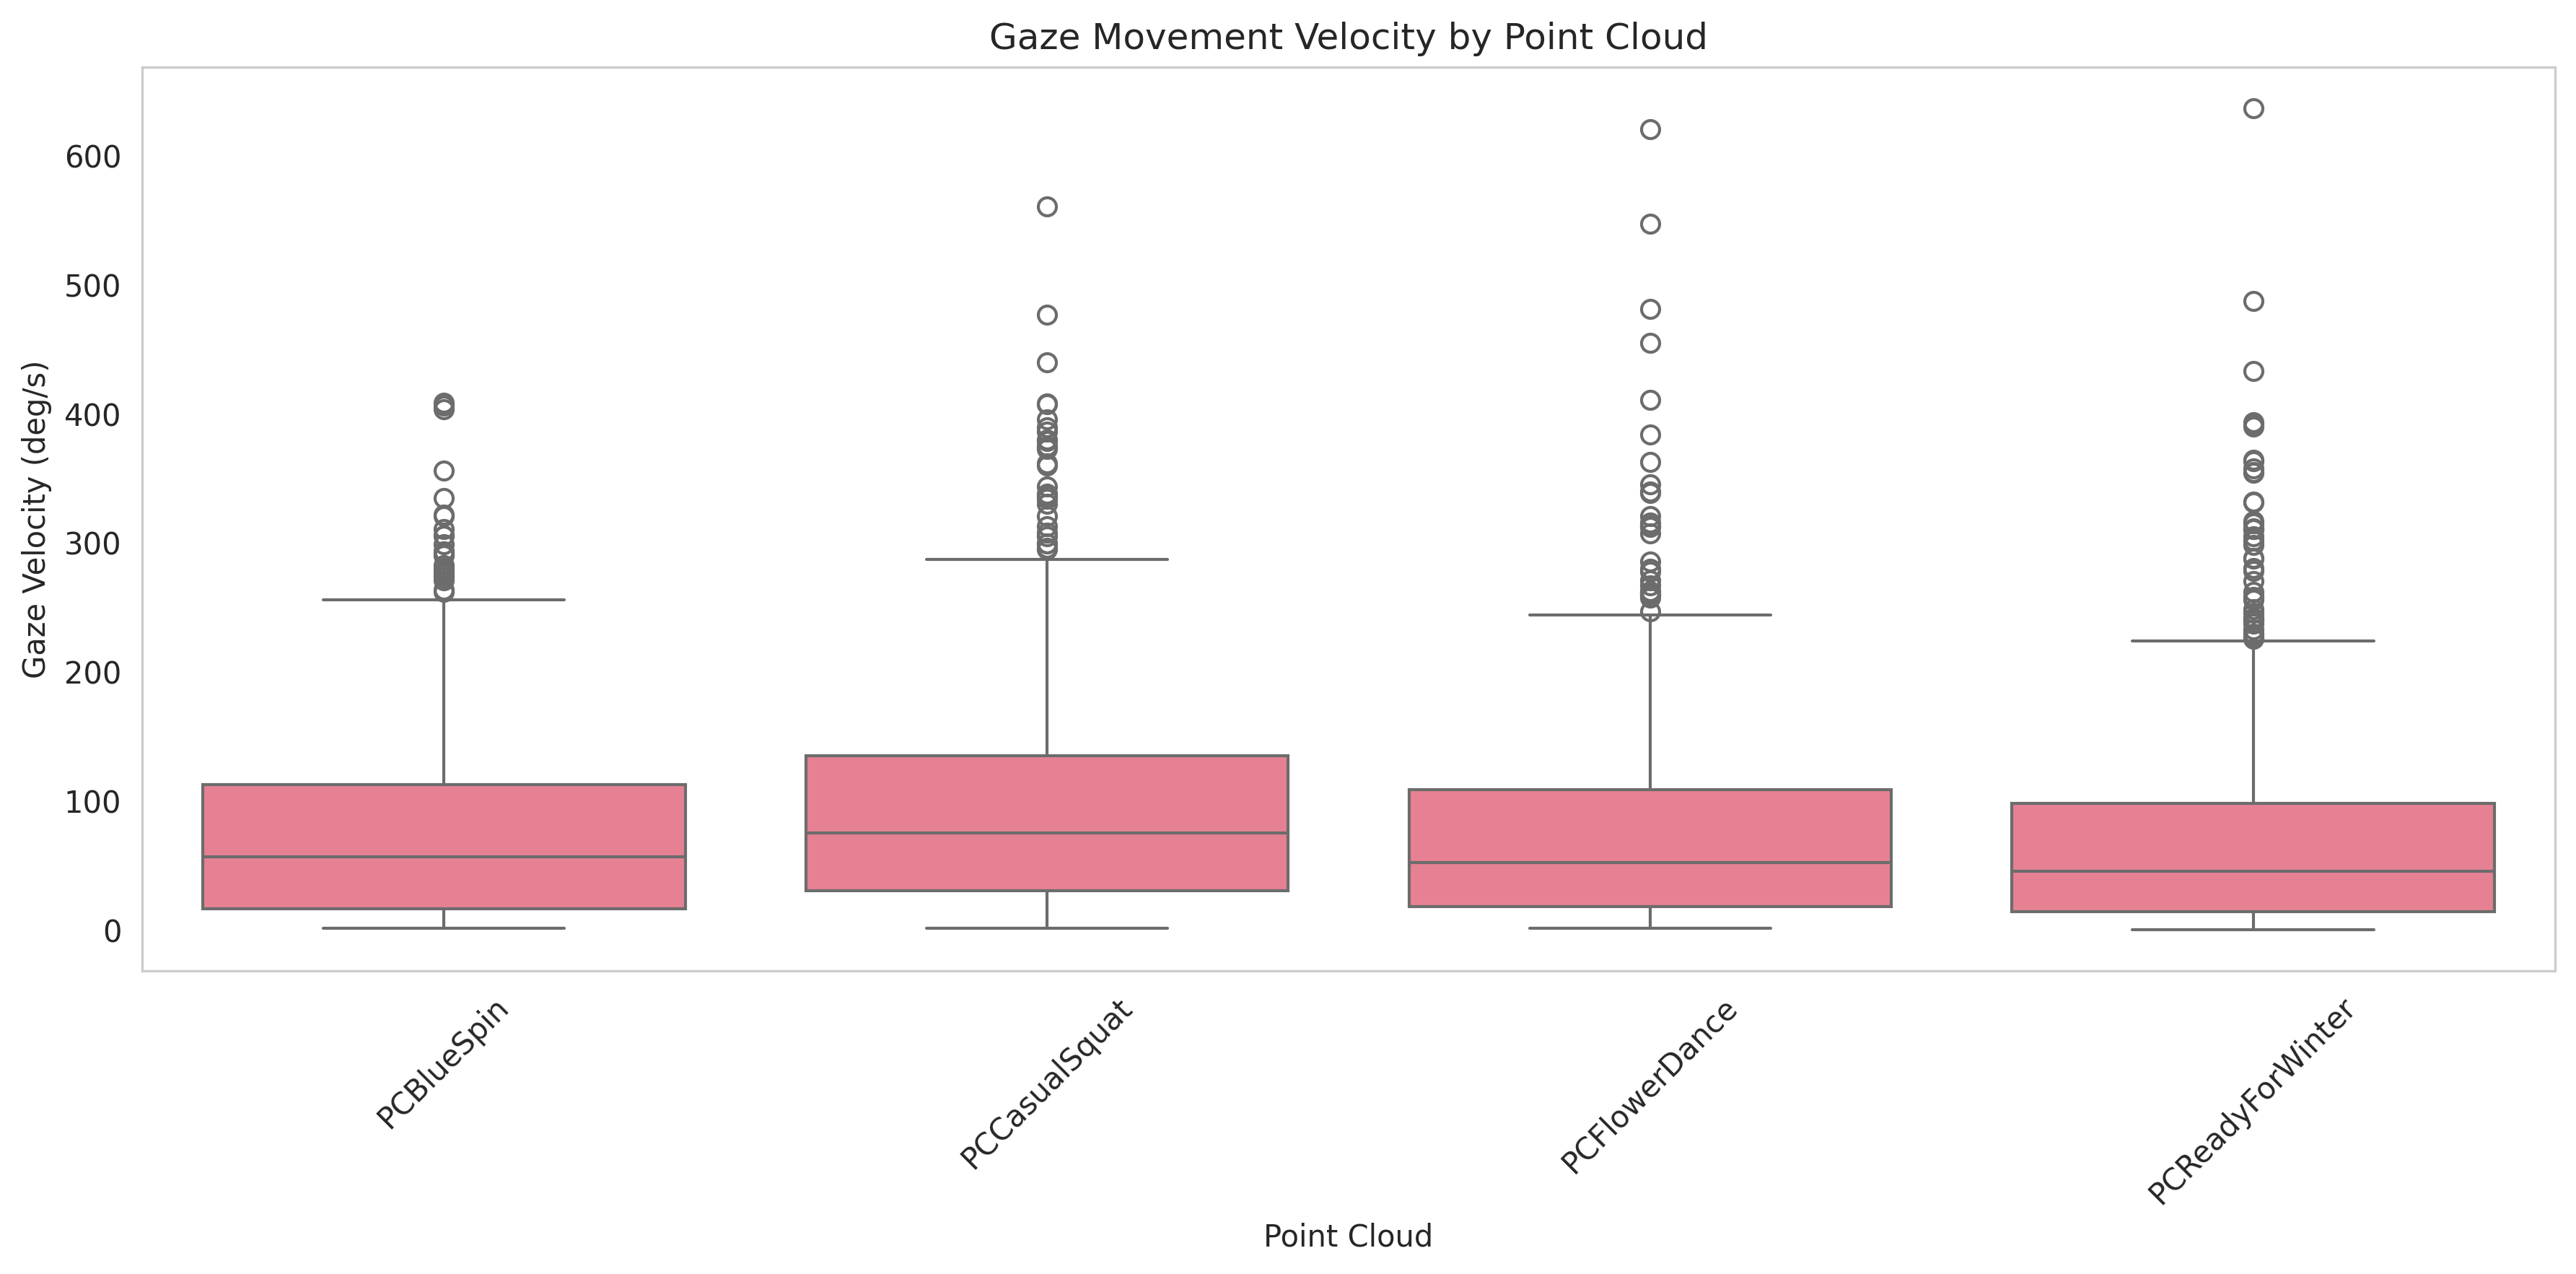 Gaze Movement Velocity by Point Cloud
Gaze Velocity (deg/s)
600
500
400
300
200
100
0
PCBlueSpin
PCCasualSquat
PCFlowerDance
PCReadyForWinter
Point Cloud